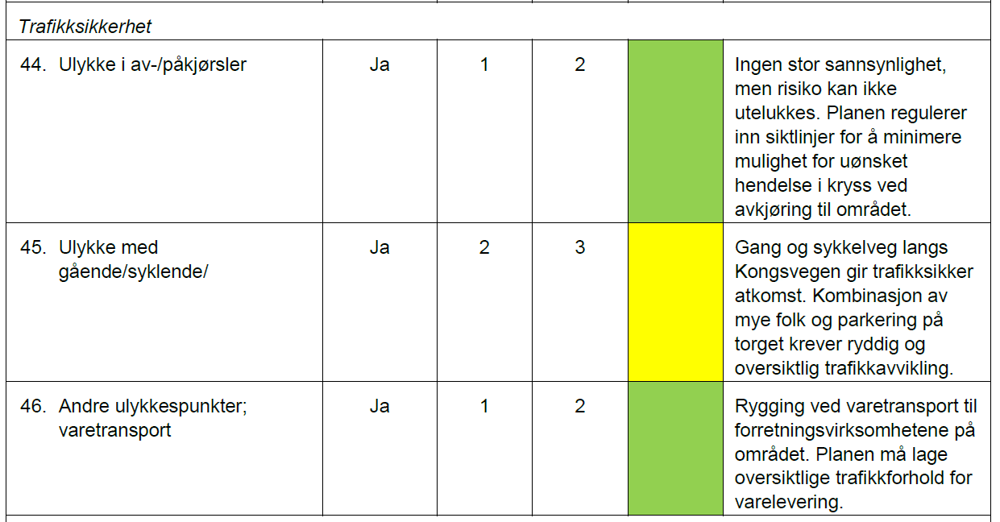 Trafikksikkerhet
44. Ulykke i av-/påkjørsler
Ja
1
2
Ingen stor sannsynlighet,
men risiko kan ikke
utelukkes. Planen regulerer
inn siktlinjer for å minimere
mulighet for uønsket
hendelse i kryss ved
avkjøring til området.
45. Ulykke med
gående/syklende/
Ja
2
3
Gang og sykkelveg langs
Kongsvegen gir trafikksikker
atkomst. Kombinasjon av
mye folk og parkering på
torget krever ryddig og
oversiktlig trafikkavvikling.
46. Andre ulykkespunkter;
varetransport
Ja
1
2
Rygging ved varetransport til
forretningsvirksomhetene på
området. Planen må lage
oversiktlige trafikkforhold for
varelevering.